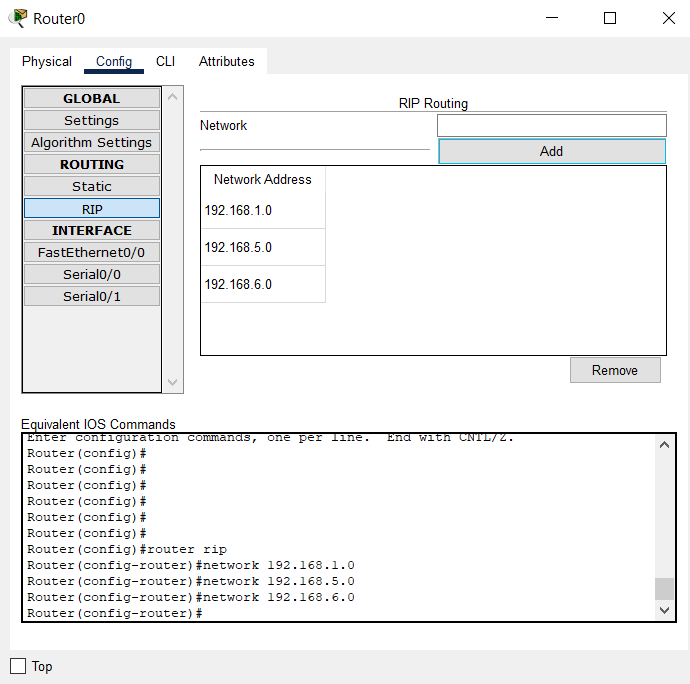 Router0
Physical Config CLI Attributes
GLOBAL
Settings
Algorithm Settings
ROUTING
Static
RIP
INTERFACE
FastEthernet0/0
Serial0/0
Serial0/1
RIP Routing
Network
Add
Network Address
192.168.1.0
192.168.5.0
192.168.6.0
Remove
Equivalent IOS Commands
Enter configuration commands, one per line.  End with CNTL/Z.
Router(config)#
Router(config)#
Router(config)#
Router(config)#
Router(config)#
Router(config)#
Router(config)#router rip
Router(config-router)#network 192.168.1.0
Router(config-router)#network 192.168.5.0
Router(config-router)#network 192.168.6.0
Router(config-router)#
Top